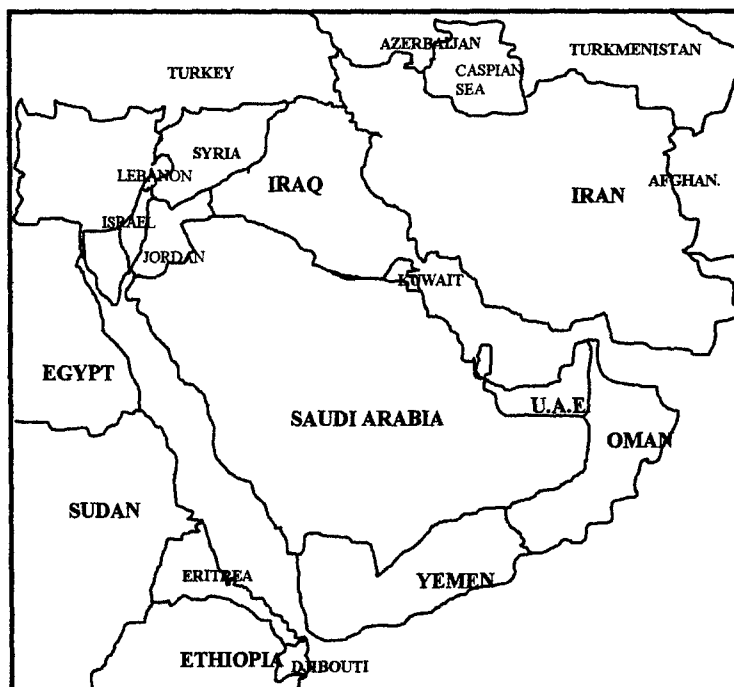 AZERBAIJAN
TURKMENISTAN
TURKEY
CASPIAN
SEA
SYRIA
LEBANON
IRAQ
IRAN
AFGHAN.
ISRAEL
JORDAN
KUWAIT
EGYPT
U.A.E
SAUDI ARABIA
OMAN
SUDAN
ERITREA
YEMEN
ETHIOPIA
DJIBOUTI